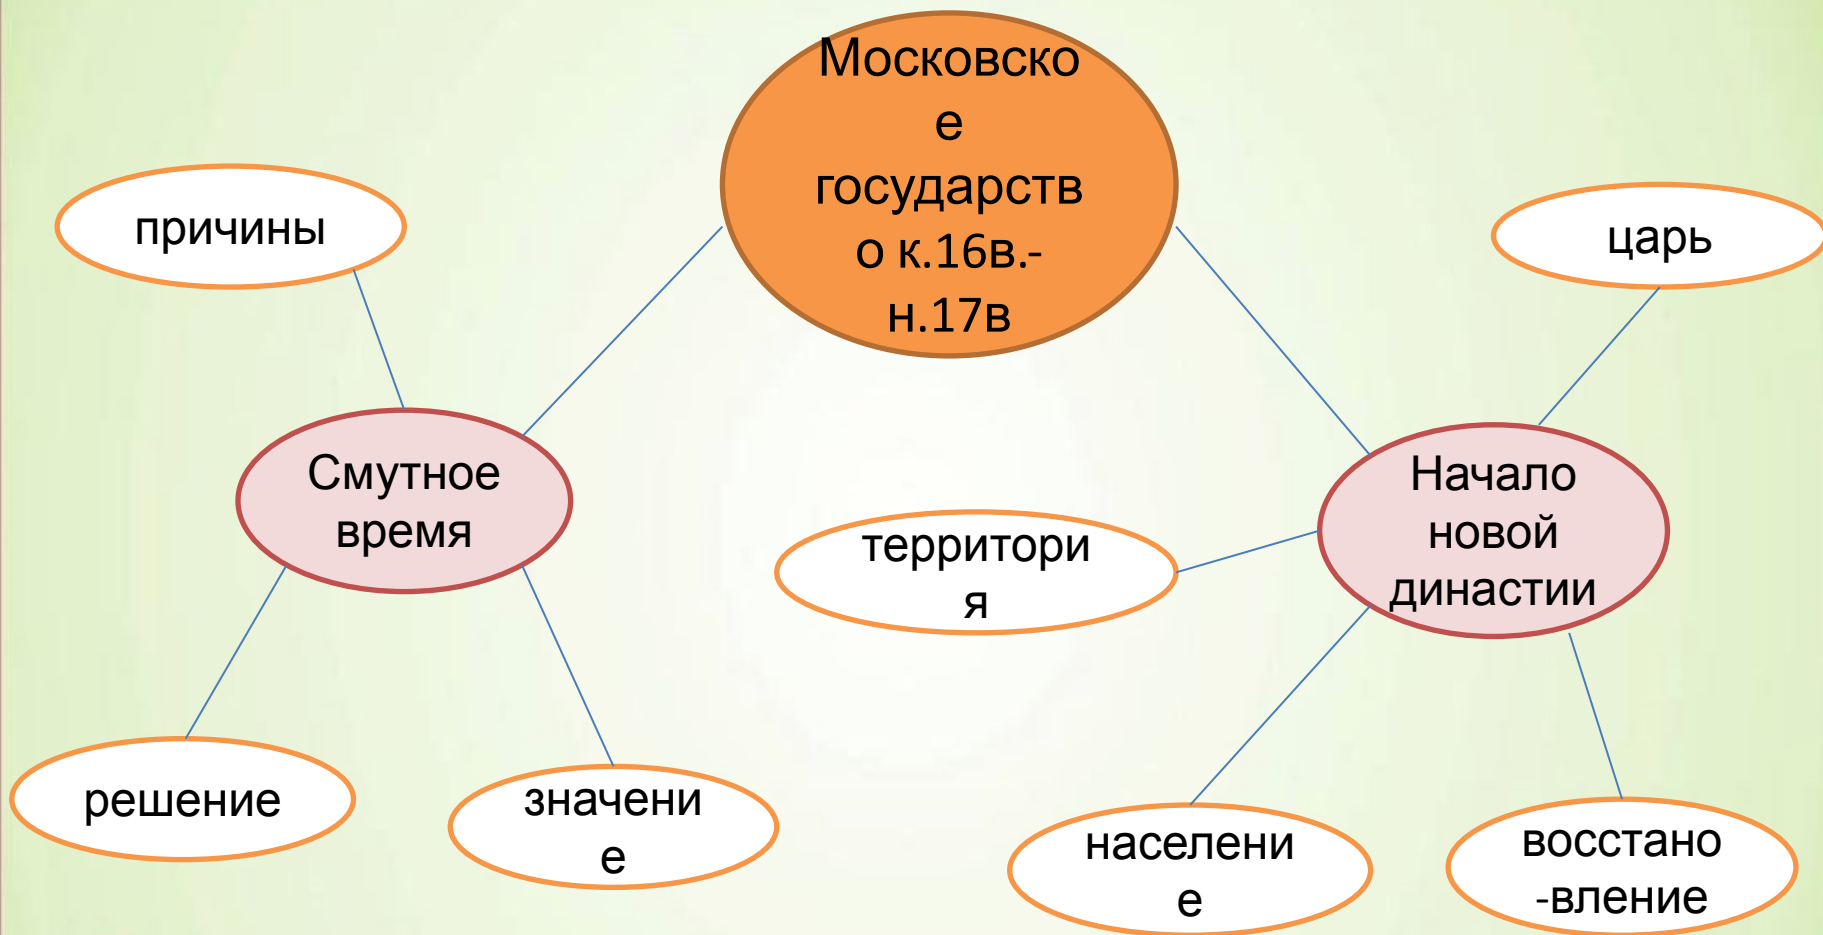 Московско
е
государств
о к.16в.-
н.17в
причины
царь
Смутное
время
Начало
новой
династии
территори
я
решение
значени
е
населени
е
восстано
-вление